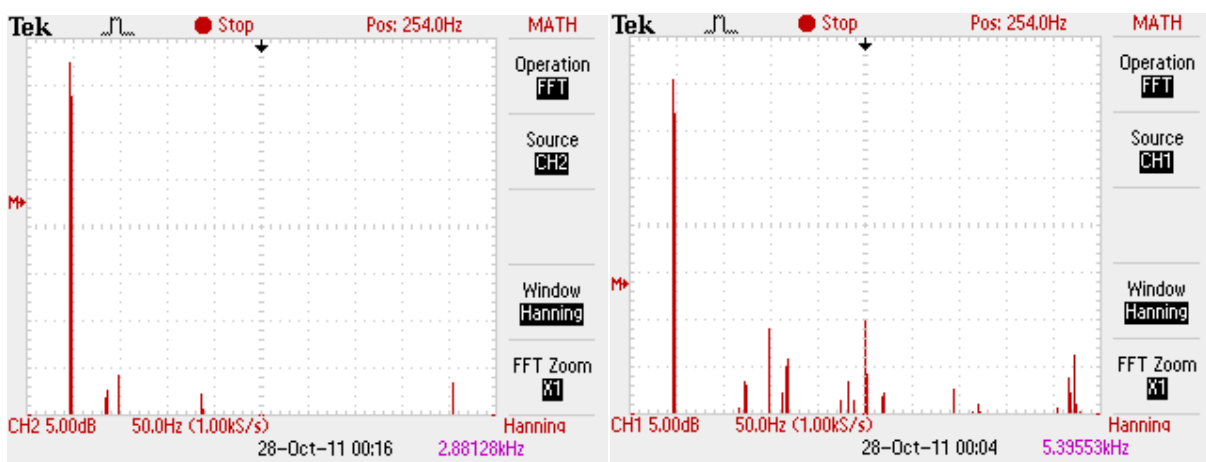 Tek Stop Pos: 254.0Hz MATH
Operation
FFT
Source
CH2
M
Window
Hanning
FFT Zoom
X1
CH2 5.00dB 50.0Hz (1.00kS/s) Hanning
28-Oct-11 00:16 2.88128kHz
Tek Stop Pos: 254.0Hz MATH
Operation
FFT
Source
CH1
M
Window
Hanning
FFT Zoom
X1
CH1 5.00dB 50.0Hz (1.00kS/s) Hanning
28-Oct-11 00:04 5.39553kHz